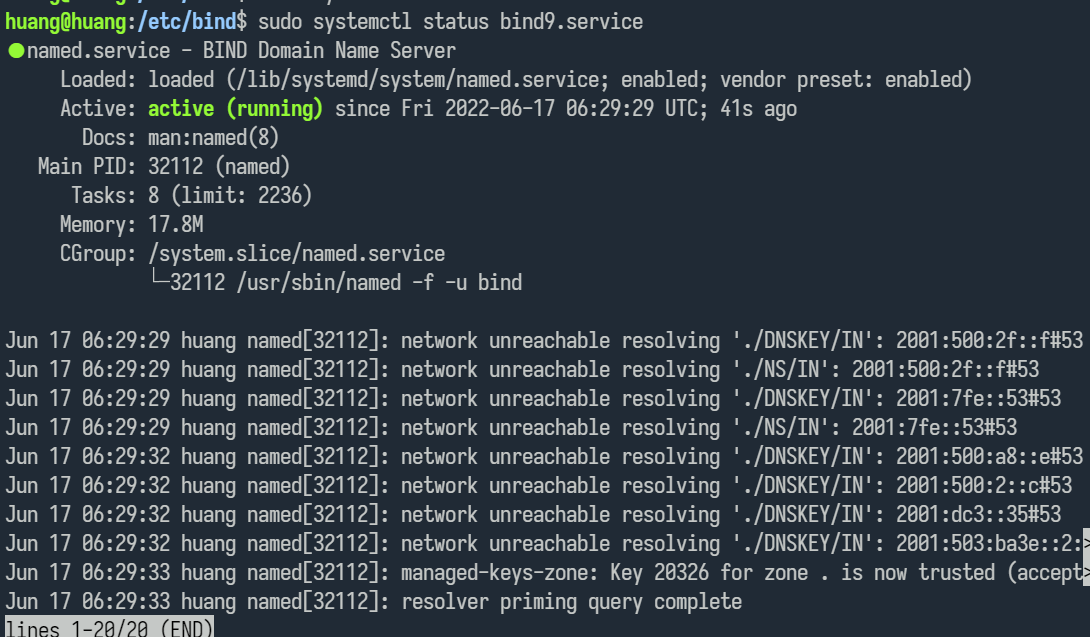 huang@huang:/etc/bind$ sudo systemctl status bind9.service
●named.service - BIND Domain Name Server
     Loaded: loaded (/lib/systemd/system/named.service; enabled; vendor preset: enabled)
     Active: active (running) since Fri 2022-06-17 06:29:29 UTC; 41s ago
       Docs: man:named(8)
   Main PID: 32112 (named)
      Tasks: 8 (limit: 2236)
     Memory: 17.8M
     CGroup: /system.slice/named.service
             └─32112 /usr/sbin/named -f -u bind
Jun 17 06:29:29 huang named[32112]: network unreachable resolving './DNSKEY/IN': 2001:500:2f::f#53
Jun 17 06:29:29 huang named[32112]: network unreachable resolving './NS/IN': 2001:500:2f::f#53
Jun 17 06:29:29 huang named[32112]: network unreachable resolving './DNSKEY/IN': 2001:7fe::53#53
Jun 17 06:29:29 huang named[32112]: network unreachable resolving './NS/IN': 2001:7fe::53#53
Jun 17 06:29:32 huang named[32112]: network unreachable resolving './DNSKEY/IN': 2001:500:a8::e#53
Jun 17 06:29:32 huang named[32112]: network unreachable resolving './DNSKEY/IN': 2001:500:2::c#53
Jun 17 06:29:32 huang named[32112]: network unreachable resolving './DNSKEY/IN': 2001:dc3::35#53
Jun 17 06:29:32 huang named[32112]: network unreachable resolving './DNSKEY/IN': 2001:503:ba3e::2:>
Jun 17 06:29:33 huang named[32112]: managed-keys-zone: Key 20326 for zone . is now trusted (accept>
Jun 17 06:29:33 huang named[32112]: resolver priming query complete
lines 1-20/20 (END)